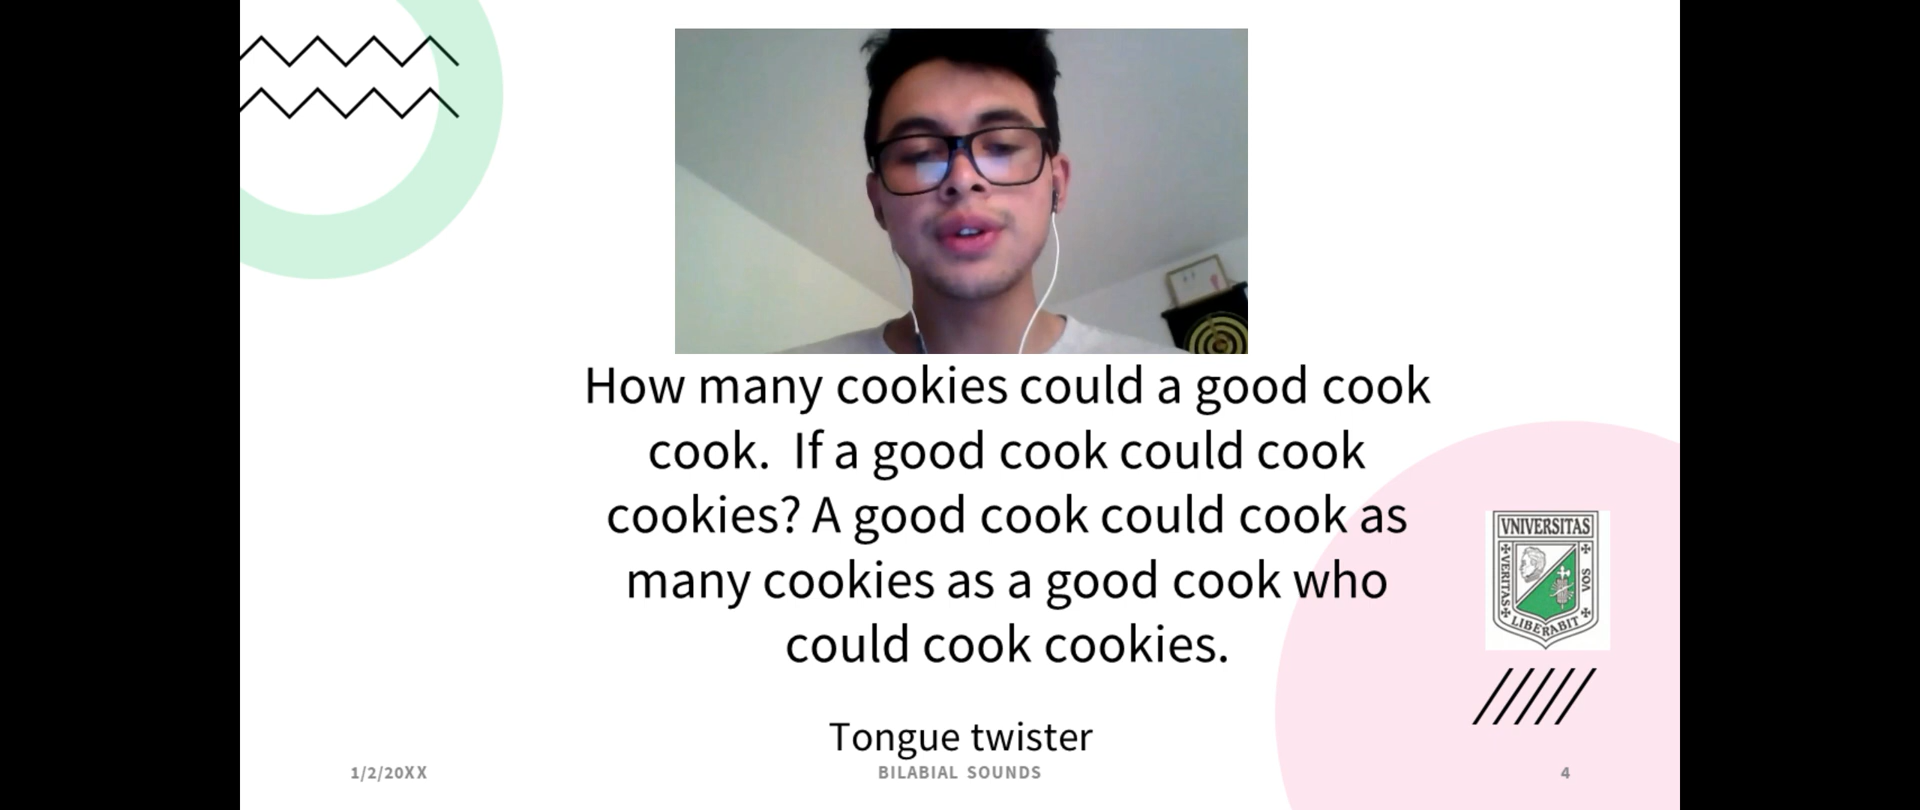 How many cookies could a good cook
cook.  If a good cook could cook
cookies? A good cook could cook as
many cookies as a good cook who
could cook cookies.
VNIVERSITAS
VERITAS
VOS
LIBERABIT
Tongue twister
1/2/20XX
BILABIAL SOUNDS
4